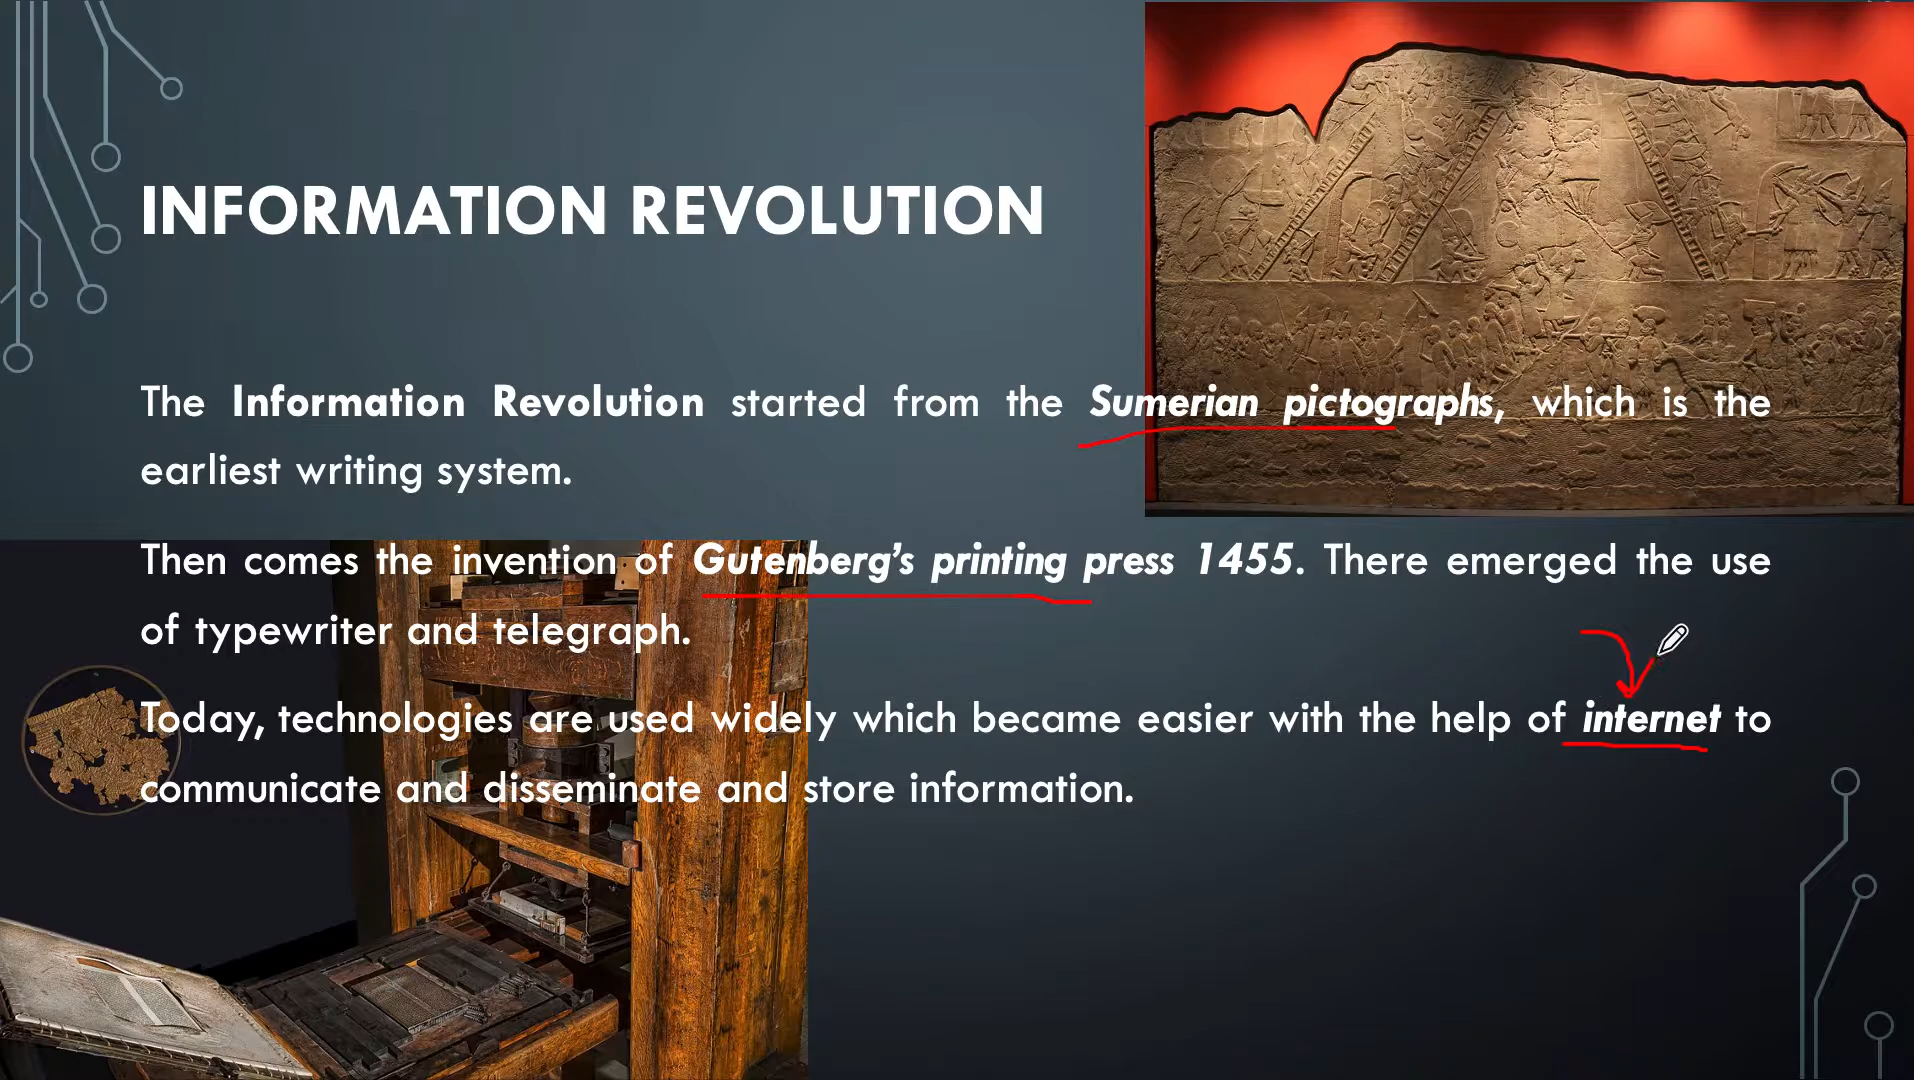 INFORMATION REVOLUTION
The Information Revolution started from the Sumerian pictographs, which is the
earliest writing system.
Then comes the invention of Gutenberg's printing press 1455. There emerged the use
of typewriter and telegraph.
Today, technologies are used widely which became easier with the help of internet to
communicate and disseminate and store information.